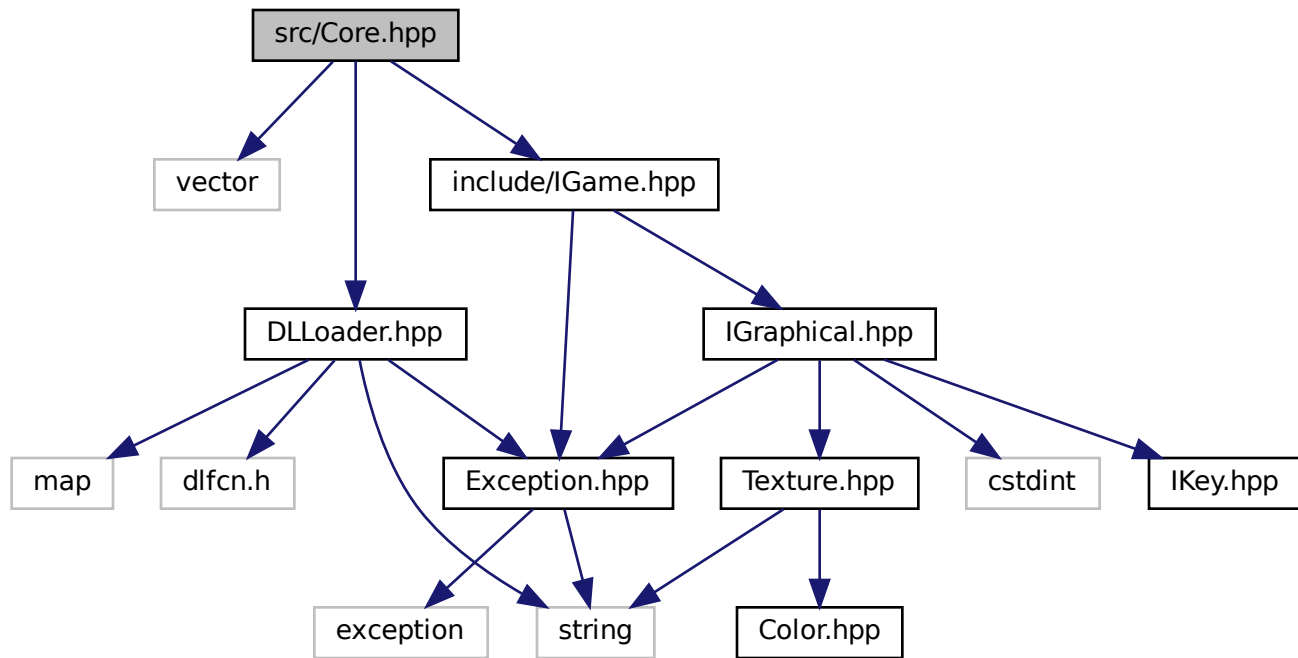 src/Core.hpp
vector
include/IGame.hpp
DLLoader.hpp
IGraphical.hpp
map
dlfcn.h
Exception.hpp
Texture.hpp
cstdint
IKey.hpp
exception
string
Color.hpp